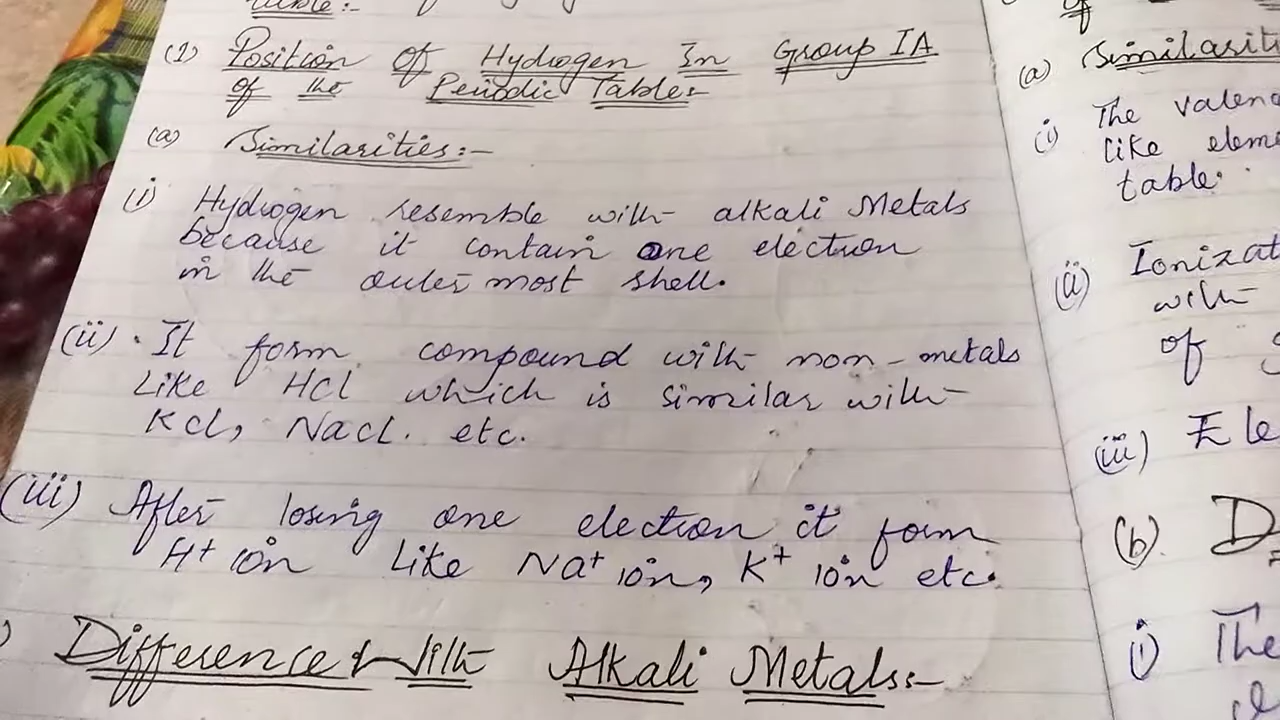 table:-
(1) Position Of Hydrogen In Group IA
of the Periodic Table:-
(a) Similarities:-
(i) Hydrogen resemble with alkali Metals
because it contain one electron
in the outer most shell.
(ii) It form compound with non-metals
Like HCl which is similar with
KCl, NaCl. etc.
(iii) After losing one electron it form
H+ ion Like Na+ ion, K+ ion etc.
Difference With Alkali Metals:-
of
(a) Similariti
(i) The valenc
like eleme
table.
(ii) Ionizat
with
of
(iii) Ele
(b) D
(i) The